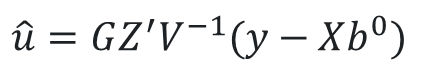 û = GZ′V⁻¹(y − Xb⁰)